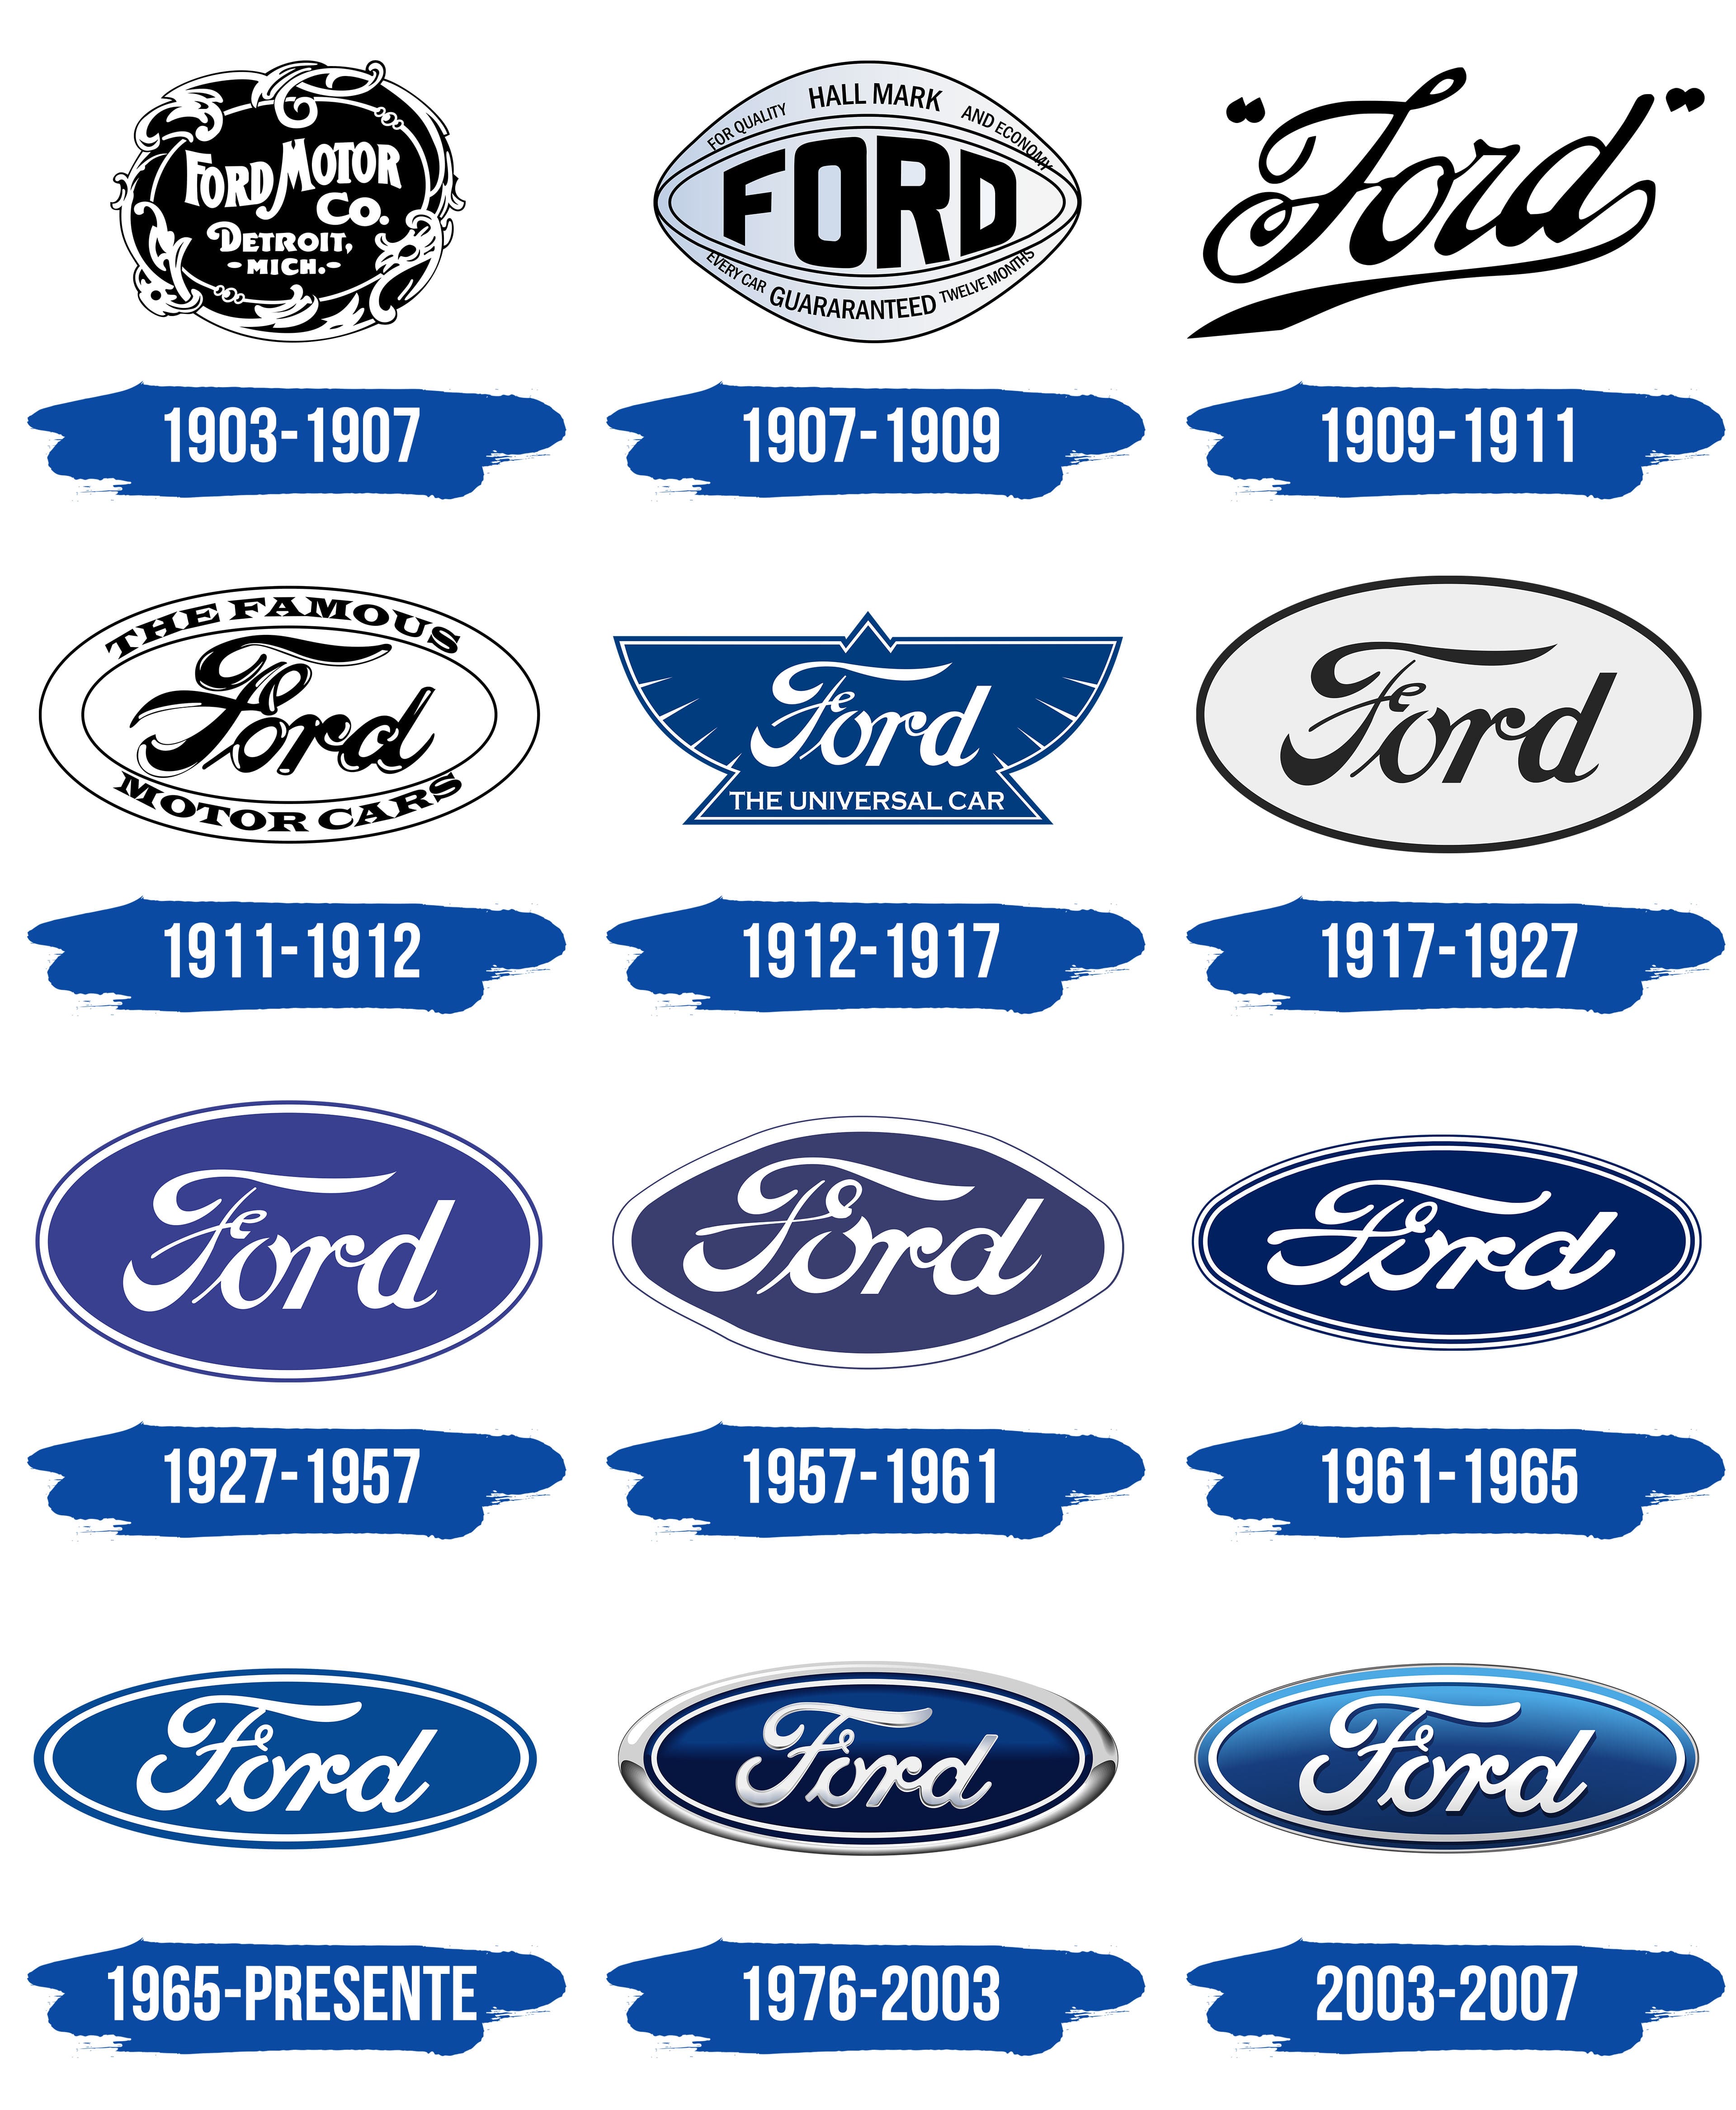 FORD MOTOR
CO.
DETROIT,
-MICH.-
FOR QUALITY HALL MARK AND ECONOMY
FORD
EVERY CAR GUARARANTEED TWELVE MONTHS
"Ford"
1903-1907
1907-1909
1909-1911
THE FAMOUS
Ford
MOTOR CARS
Ford
THE UNIVERSAL CAR
Ford
1911-1912
1912-1917
1917-1927
Ford
Ford
Ford
1927-1957
1957-1961
1961-1965
Ford
Ford
Ford
1965-PRESENTE
1976-2003
2003-2007